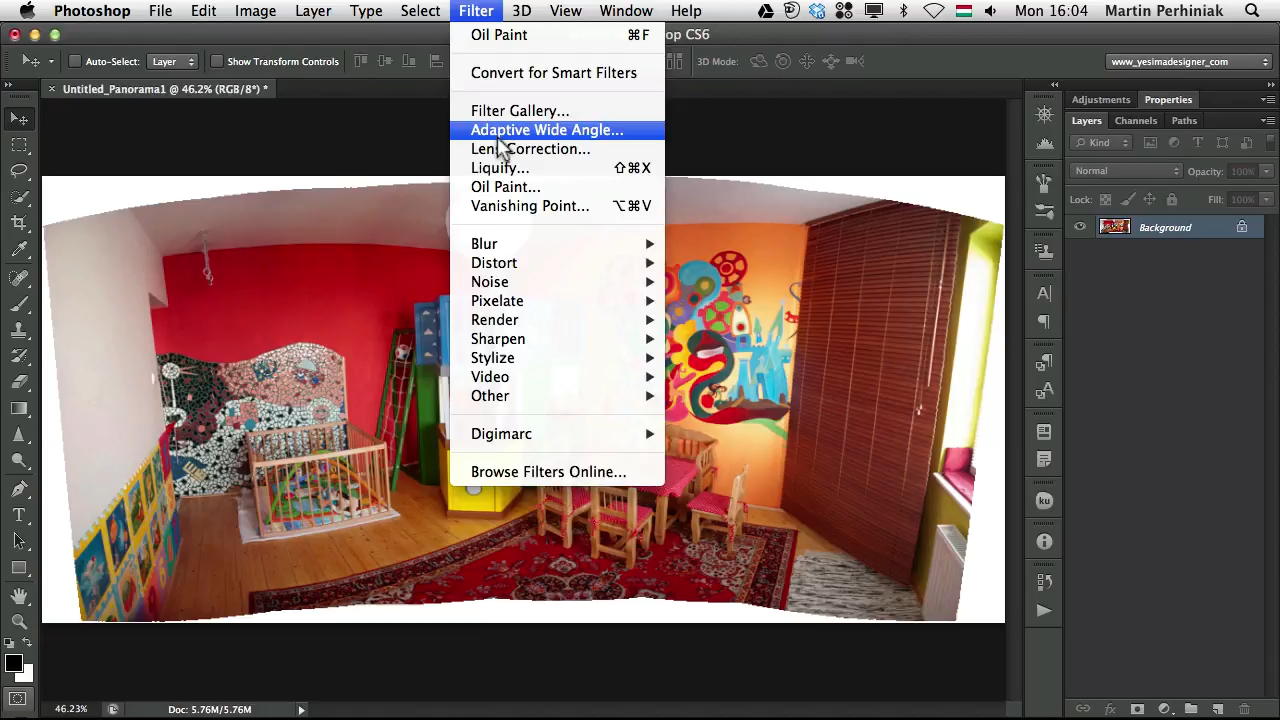 Photoshop File Edit Image Layer Type Select Filter 3D View Window Help Mon 16:04 Martin Perhiniak
op CS6
Auto-Select: Layer Show Transform Controls 3D Mode: www_yesimadesigner_com
× Untitled_Panorama1 @ 46.2% (RGB/8*) *
Oil Paint ⌘F
Convert for Smart Filters
Filter Gallery...
Adaptive Wide Angle...
Lens Correction...
Liquify... ⇧⌘X
Oil Paint...
Vanishing Point... ⌥⌘V
Blur
Distort
Noise
Pixelate
Render
Sharpen
Stylize
Video
Other
Digimarc
Browse Filters Online...
Adjustments Properties
Layers Channels Paths
Kind
Normal Opacity: 100%
Lock: Fill: 100%
Background
ku
46.23% Doc: 5.76M/5.76M